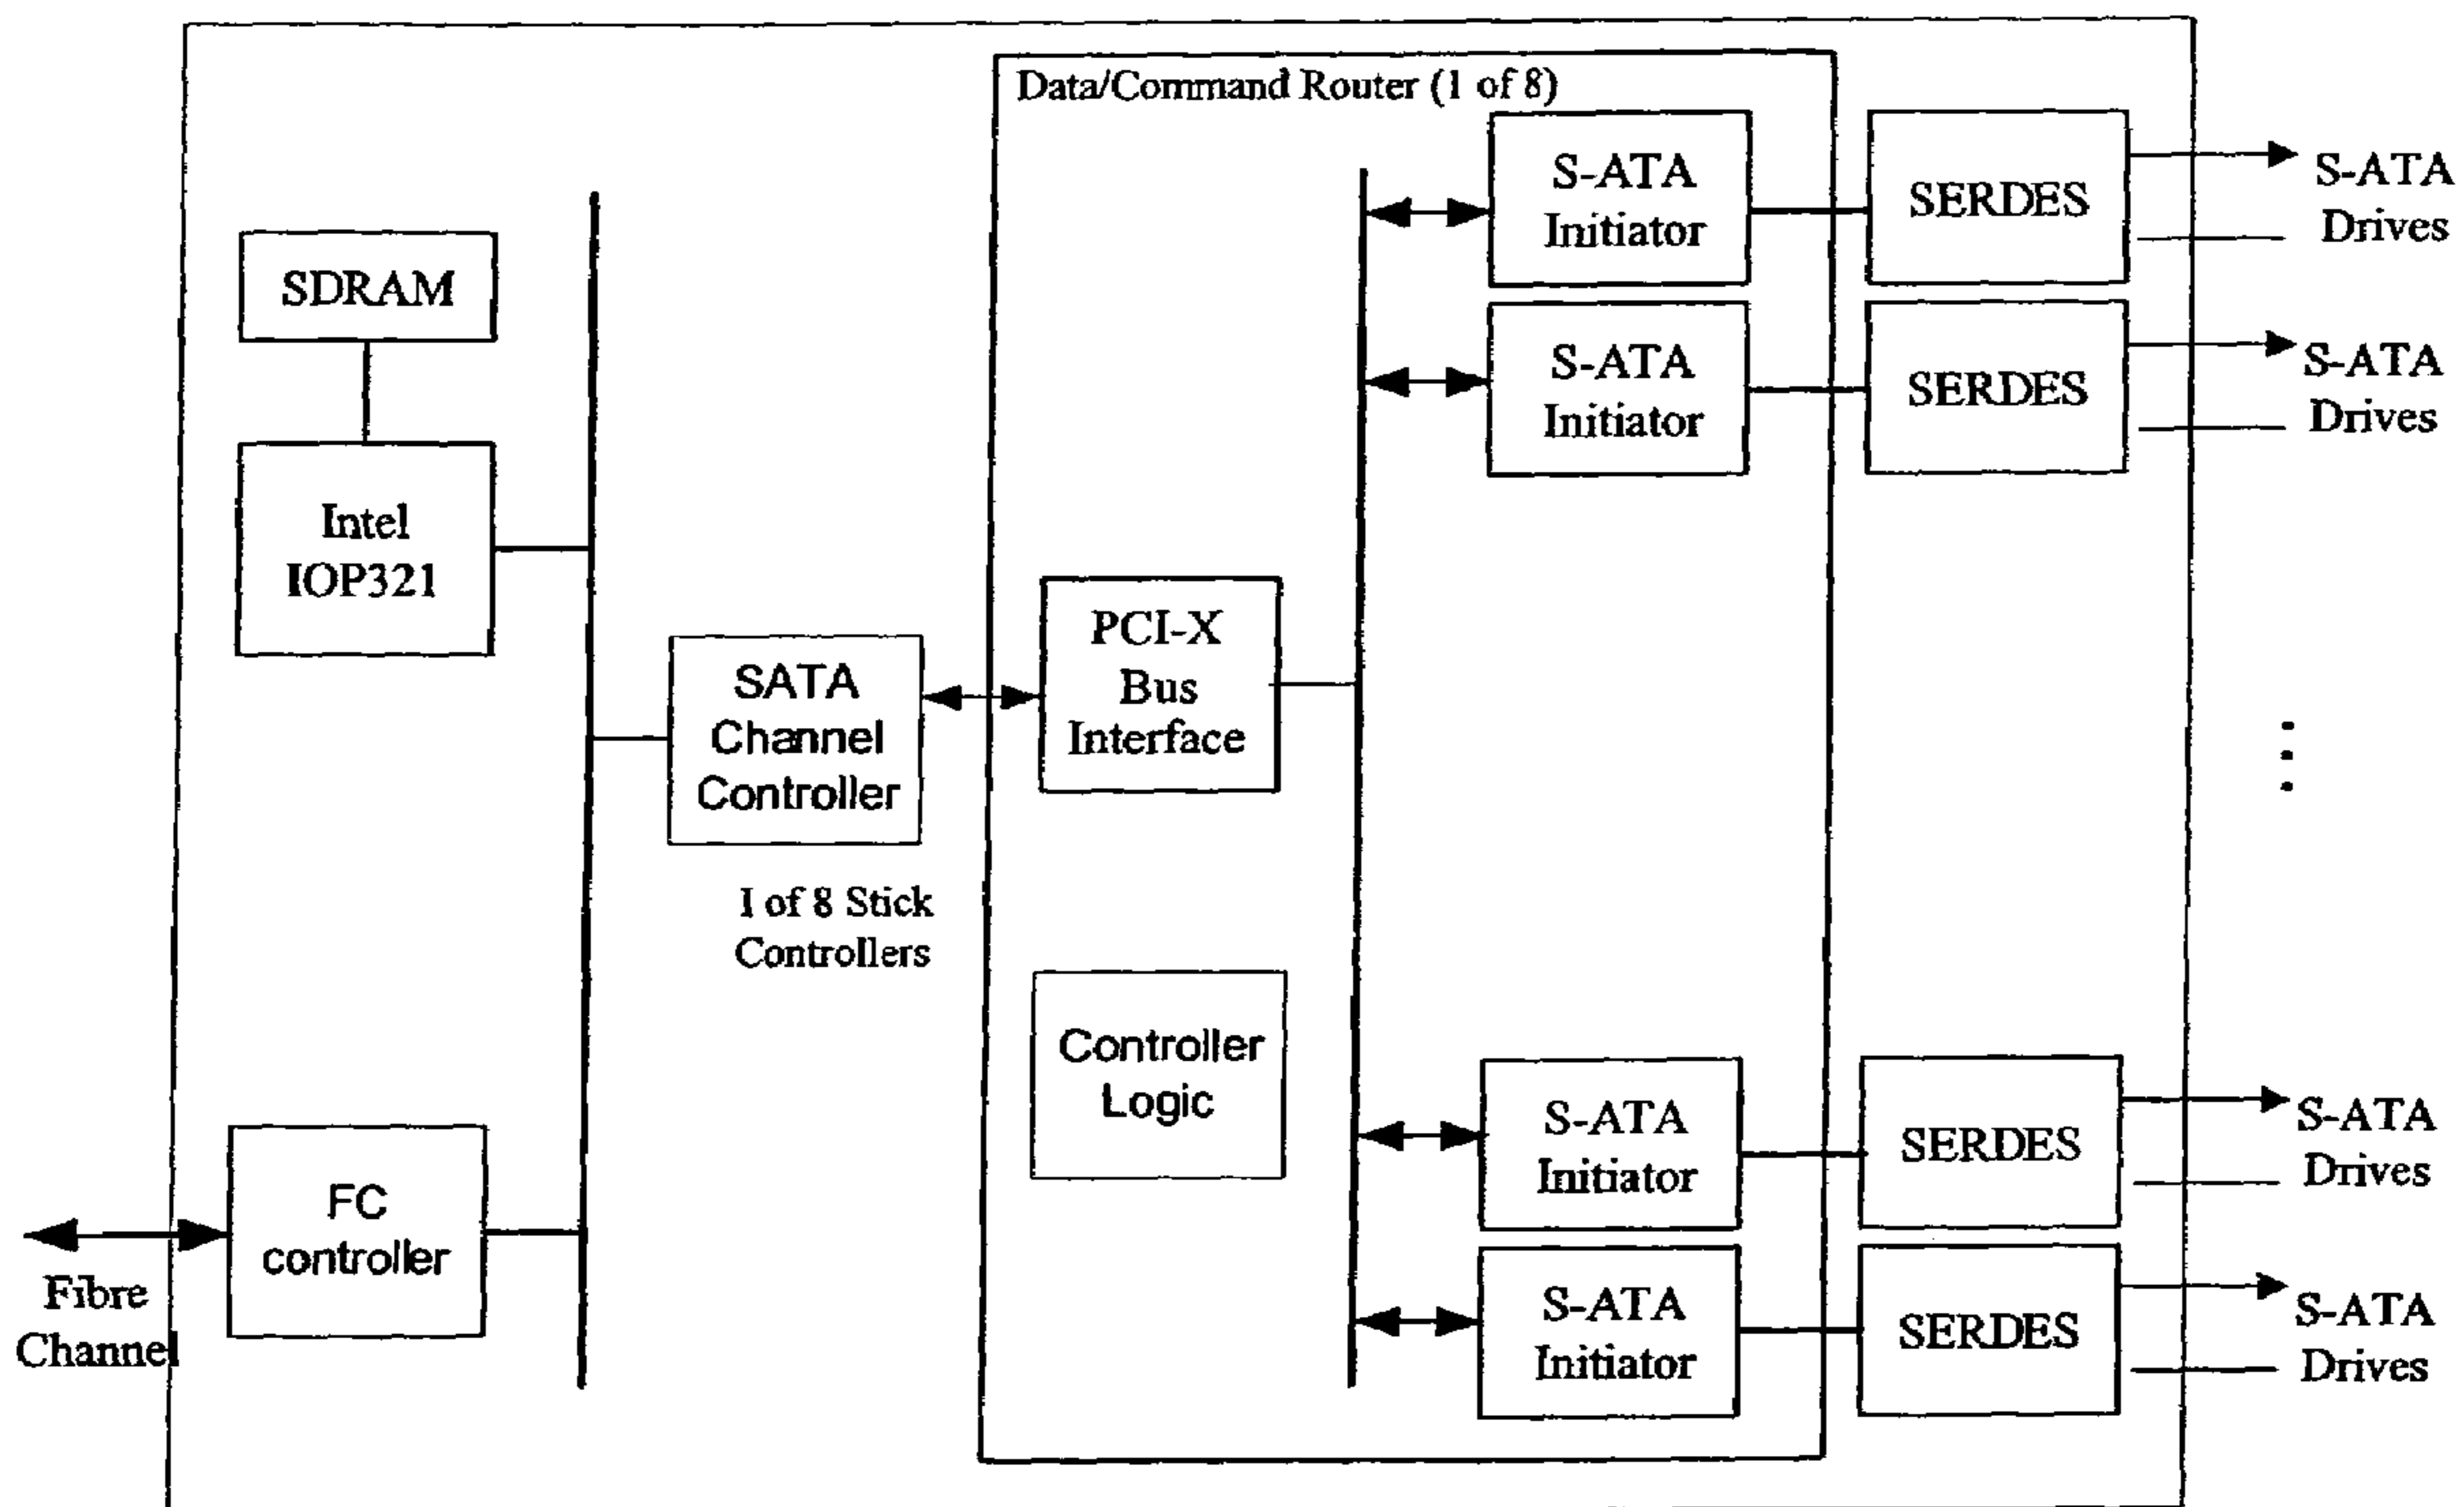 Data/Command Router (1 of 8)
S-ATA
Initiator
SERDES
S-ATA
Drives
SDRAM
S-ATA
Initiator
SERDES
S-ATA
Drives
Intel
IOP321
PCI-X
Bus
Interface
SATA
Channel
Controller
I of 8 Stick
Controllers
Controller
Logic
S-ATA
Initiator
SERDES
S-ATA
Drives
FC
controller
Fibre
Channel
S-ATA
Initiator
SERDES
S-ATA
Drives